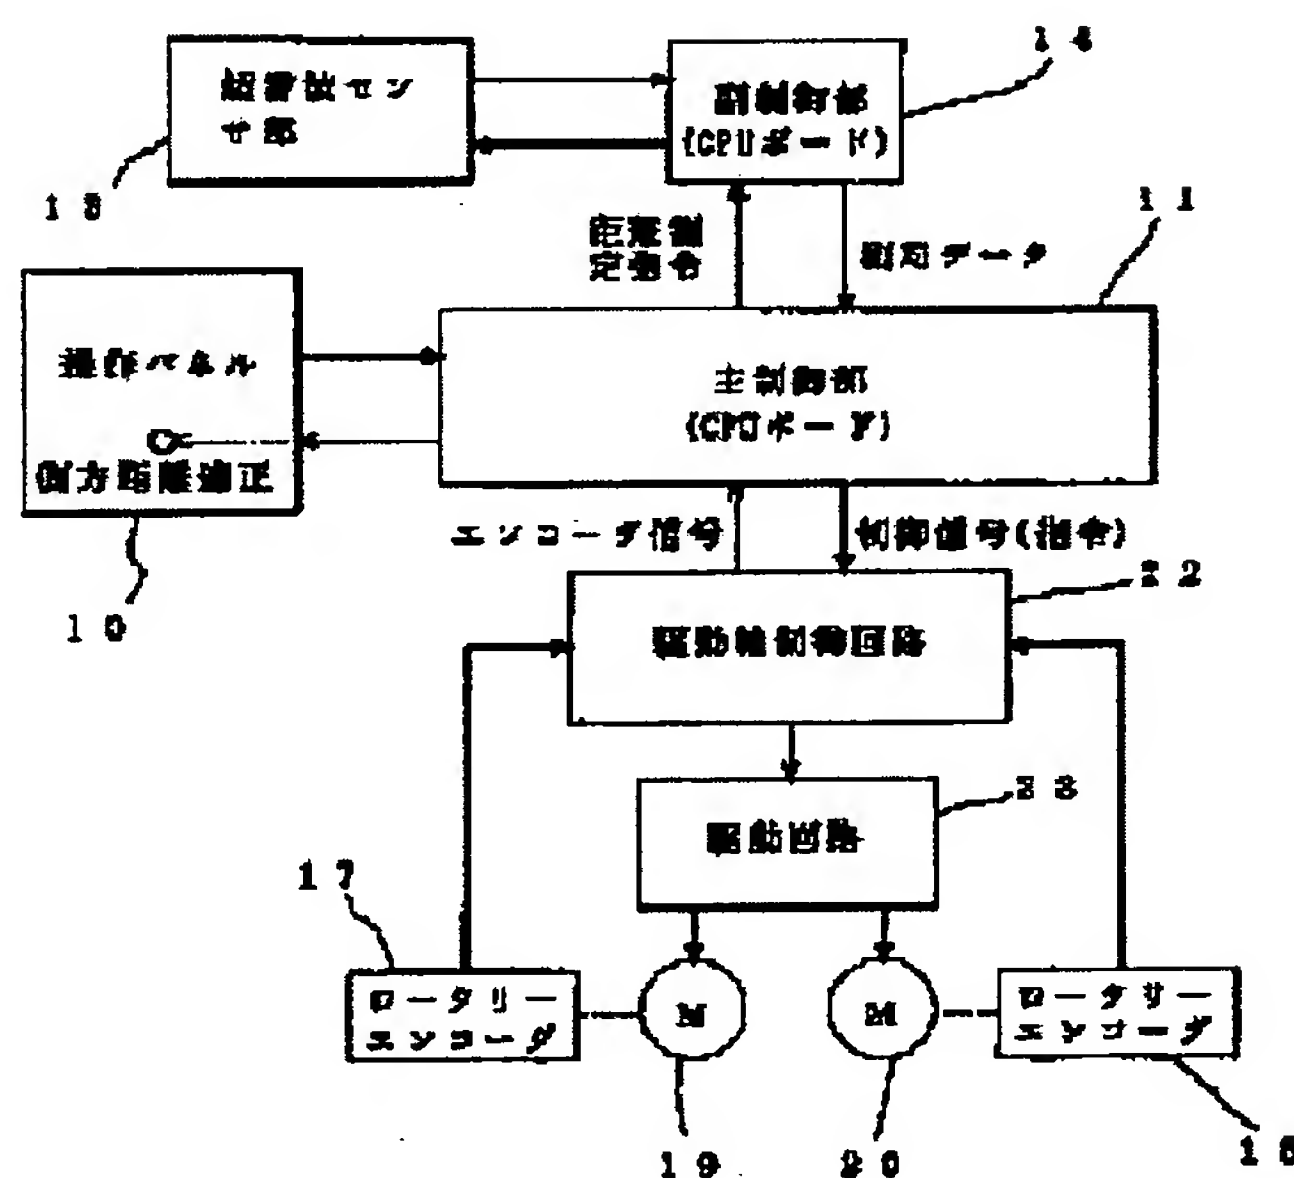 超音波セン
サ部
副制御部
(CPUボード)
14
11
距離測
定指令
測定データ
操作パネル
側方距離適正
10
主制御部
(CPUボード)
エンコーダ信号
制御信号(指令)
22
駆動輪制御回路
23
駆動回路
17
ロータリー
エンコーダ
M
M
ロータリー
エンコーダ
19
20